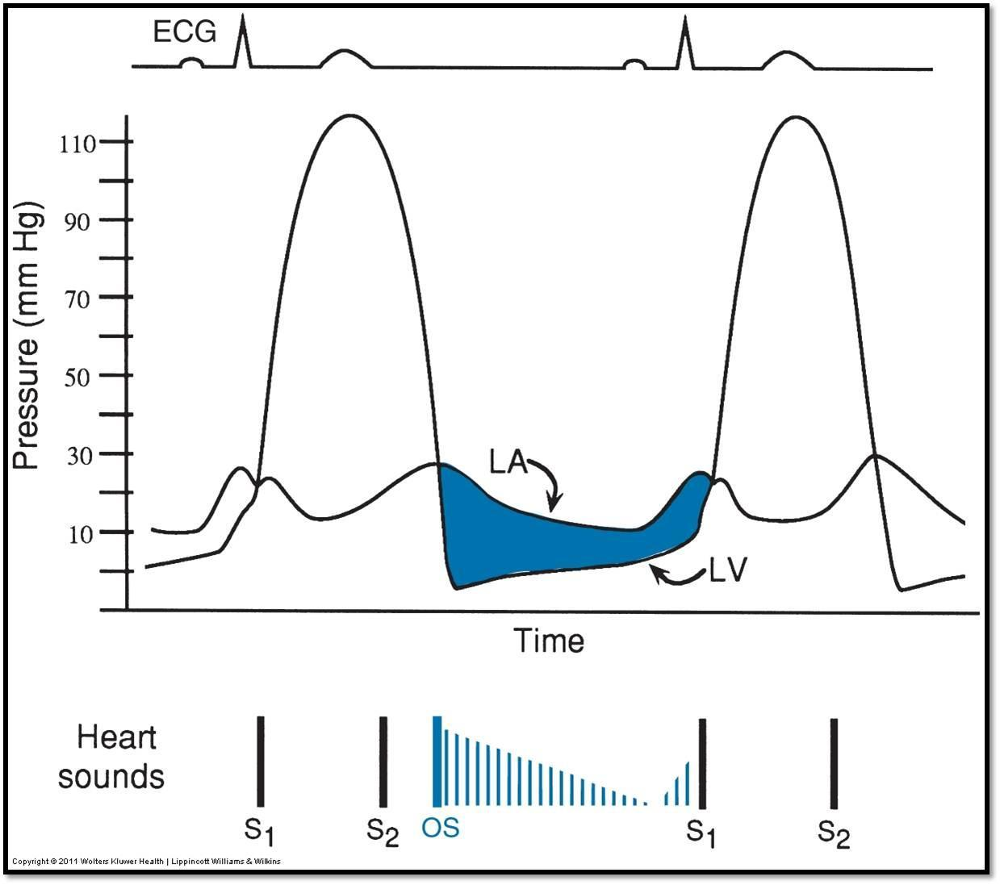 ECG
Pressure (mm Hg)
110
90
70
50
30
10
LA
LV
Time
Heart
sounds
S1
S2
OS
S1
S2
Copyright © 2011 Wolters Kluwer Health | Lippincott Williams & Wilkins